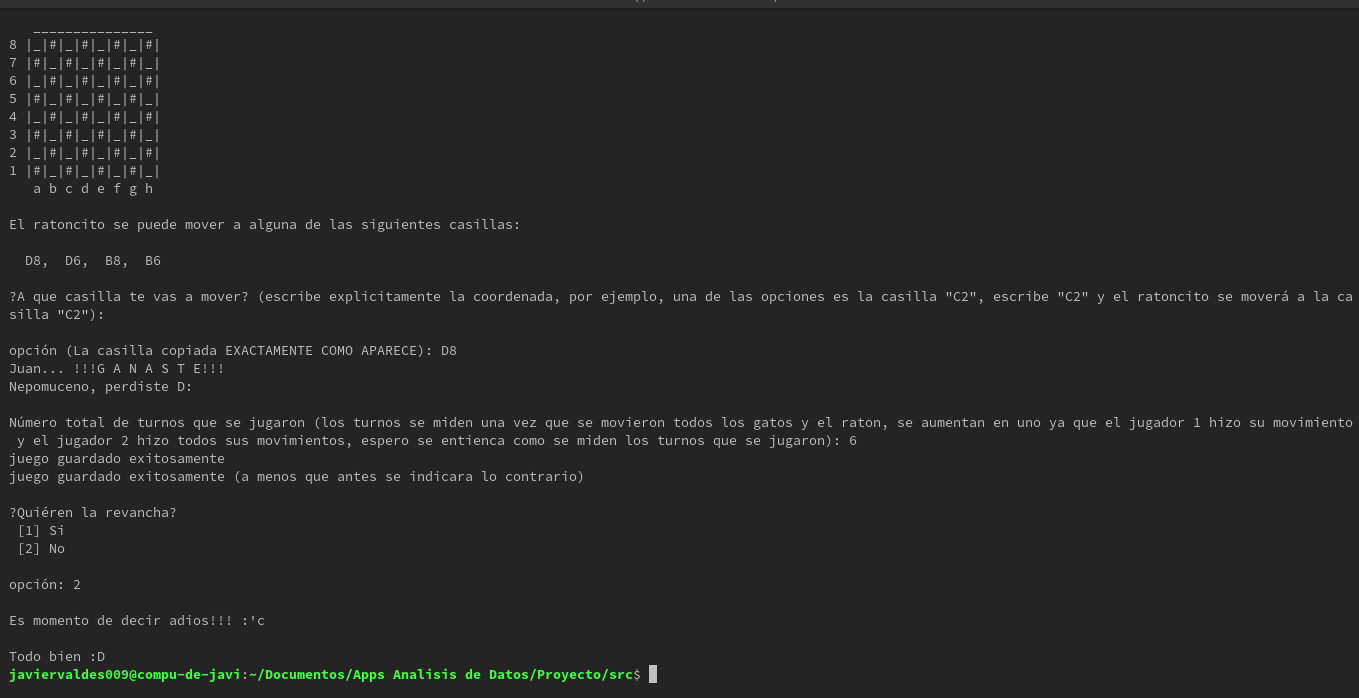 _______________
8 |_|#|_|#|_|#|_|#|
7 |#|_|#|_|#|_|#|_|
6 |_|#|_|#|_|#|_|#|
5 |#|_|#|_|#|_|#|_|
4 |_|#|_|#|_|#|_|#|
3 |#|_|#|_|#|_|#|_|
2 |_|#|_|#|_|#|_|#|
1 |#|_|#|_|#|_|#|_|
   a b c d e f g h
El ratoncito se puede mover a alguna de las siguientes casillas:
  D8,  D6,  B8,  B6
?A que casilla te vas a mover? (escribe explicitamente la coordenada, por ejemplo, una de las opciones es la casilla "C2", escribe "C2" y el ratoncito se moverá a la ca
silla "C2"):
opción (La casilla copiada EXACTAMENTE COMO APARECE): D8
Juan... !!!G A N A S T E!!!
Nepomuceno, perdiste D:
Número total de turnos que se jugaron (los turnos se miden una vez que se movieron todos los gatos y el raton, se aumentan en uno ya que el jugador 1 hizo su movimiento
 y el jugador 2 hizo todos sus movimientos, espero se entienca como se miden los turnos que se jugaron): 6
juego guardado exitosamente
juego guardado exitosamente (a menos que antes se indicara lo contrario)
?Quiéren la revancha?
 [1] Si
 [2] No
opción: 2
Es momento de decir adios!!! :'c
Todo bien :D
javiervaldes009@compu-de-javi:~/Documentos/Apps Analisis de Datos/Proyecto/src$